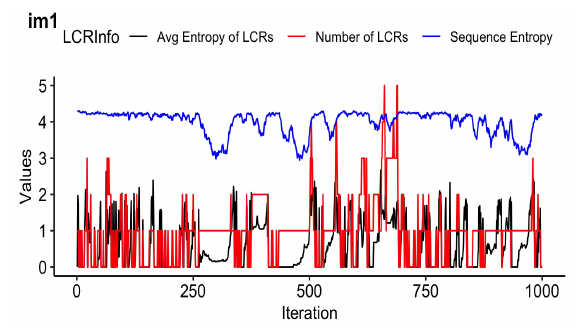 im1
LCRInfo Avg Entropy of LCRs Number of LCRs Sequence Entropy
5
4
3
2
1
0
Values
0 250 500 750 1000
Iteration